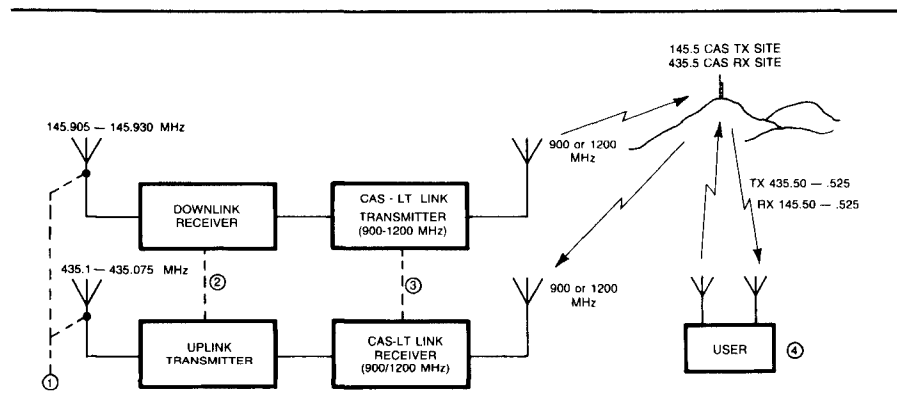 145.5 CAS TX SITE
435.5 CAS RX SITE
145.905 — 145.930 MHz
900 or 1200
MHz
TX 435.50 — .525
RX 145.50 — .525
DOWNLINK
RECEIVER
CAS - LT LINK
TRANSMITTER
(900-1200 MHz)
②
③
435.1 — 435.075 MHz
900 or 1200
MHz
UPLINK
TRANSMITTER
CAS-LT LINK
RECEIVER
(900/1200 MHz)
USER
④
①